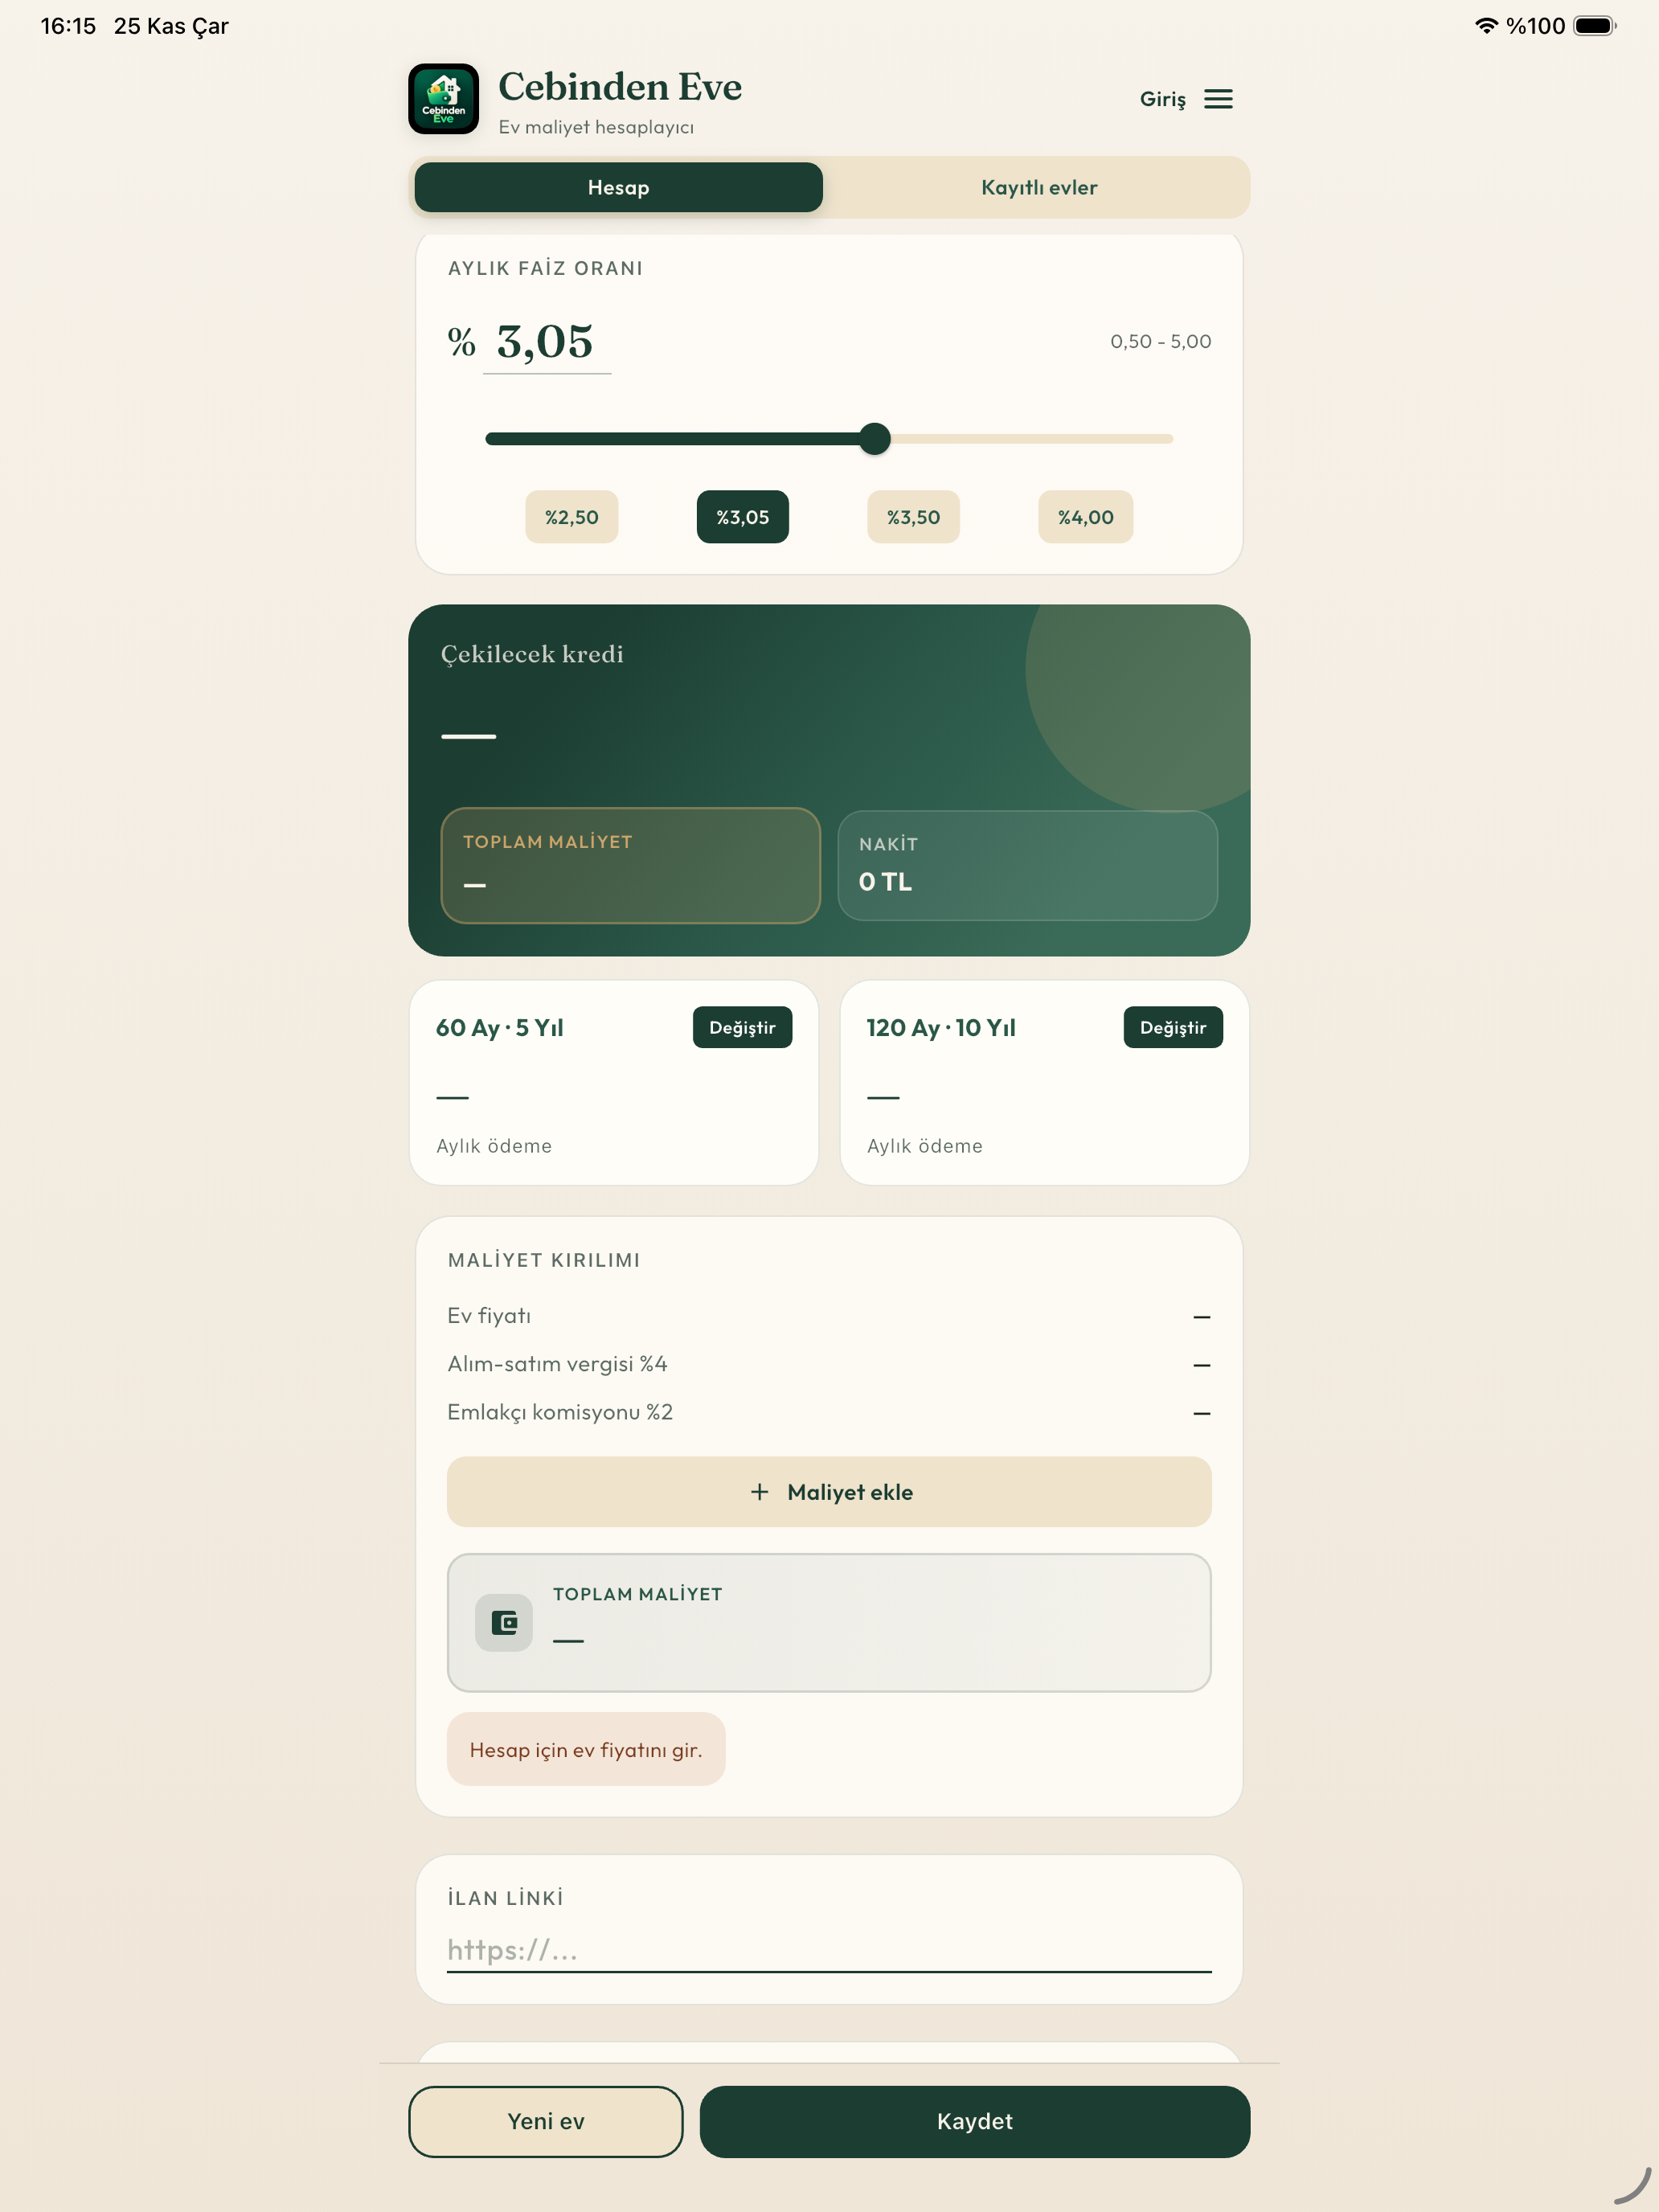 16:15 25 Kas Çar
%100
Cebinden Eve
Cebinden Eve
Ev maliyet hesaplayıcı
Giriş
Hesap
Kayıtlı evler
AYLIK FAİZ ORANI
% 3,05
0,50 - 5,00
%2,50
%3,05
%3,50
%4,00
Çekilecek kredi
—
TOPLAM MALİYET
—
NAKİT
0 TL
60 Ay · 5 Yıl
Değiştir
—
Aylık ödeme
120 Ay · 10 Yıl
Değiştir
—
Aylık ödeme
MALİYET KIRILIMI
Ev fiyatı —
Alım-satım vergisi %4 —
Emlakçı komisyonu %2 —
+ Maliyet ekle
TOPLAM MALİYET
—
Hesap için ev fiyatını gir.
İLAN LİNKİ
https://...
Yeni ev
Kaydet